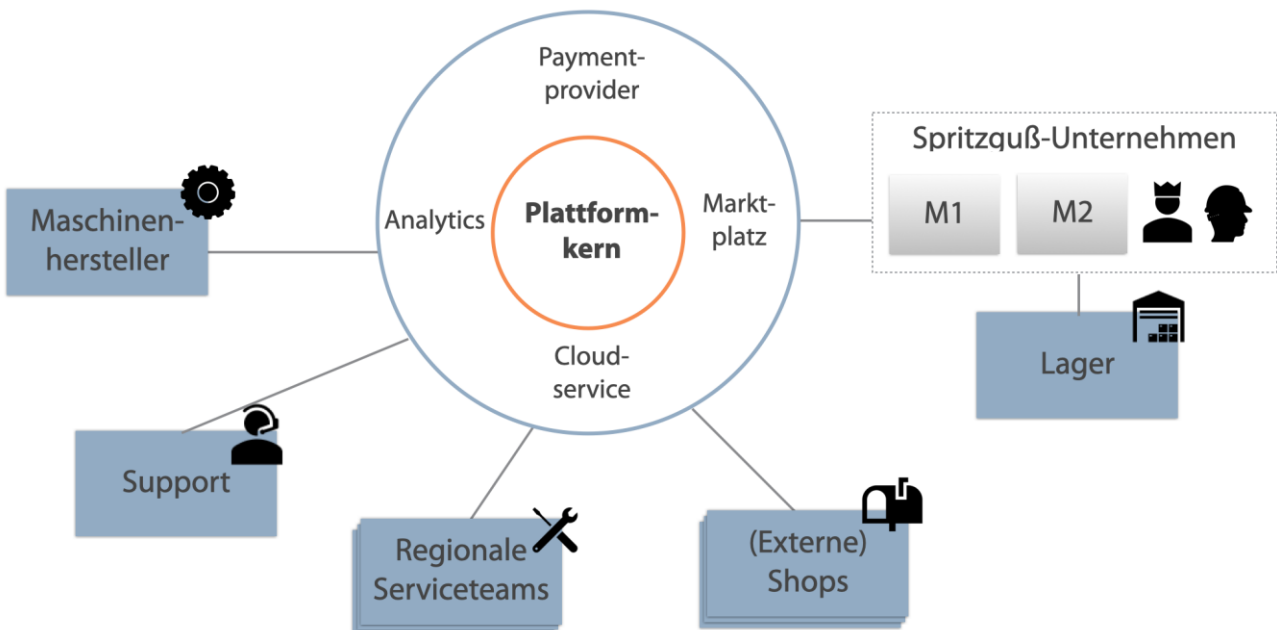 Payment-
provider
Analytics
Plattform-
kern
Markt-
platz
Cloud-
service
Spritzguß-Unternehmen
M1
M2
Lager
Maschinen-
hersteller
Support
Regionale
Serviceteams
(Externe)
Shops